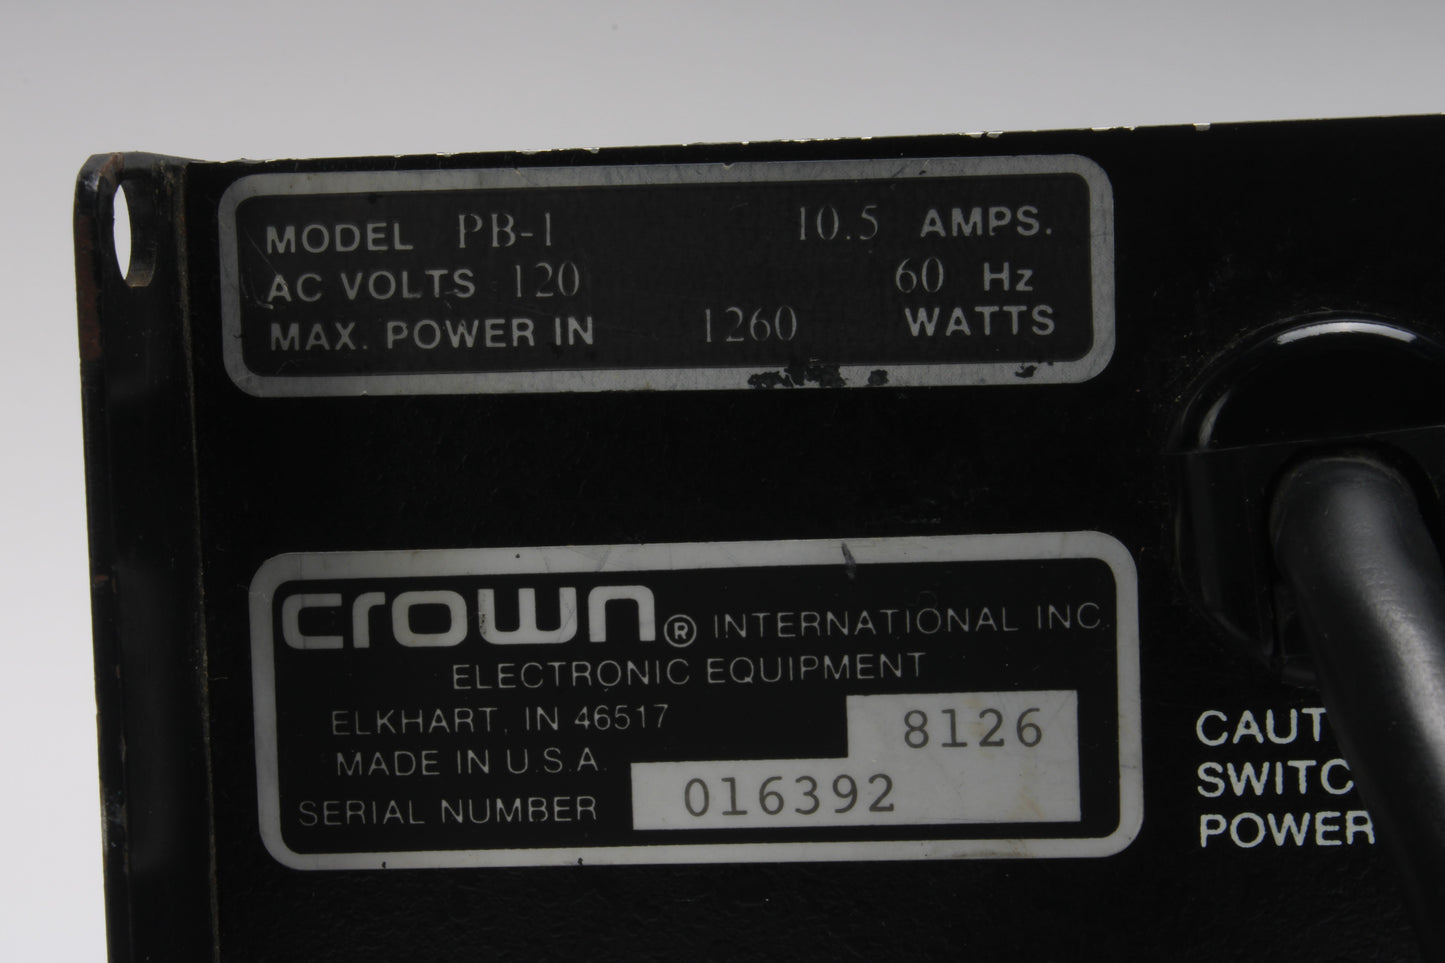 MODEL PB-1 10.5 AMPS.
AC VOLTS 120 60 Hz
MAX. POWER IN 1260 WATTS
crown® INTERNATIONAL INC.
ELECTRONIC EQUIPMENT
ELKHART, IN 46517
8126
MADE IN U.S.A.
SERIAL NUMBER 016392
CAUT
SWITC
POWER